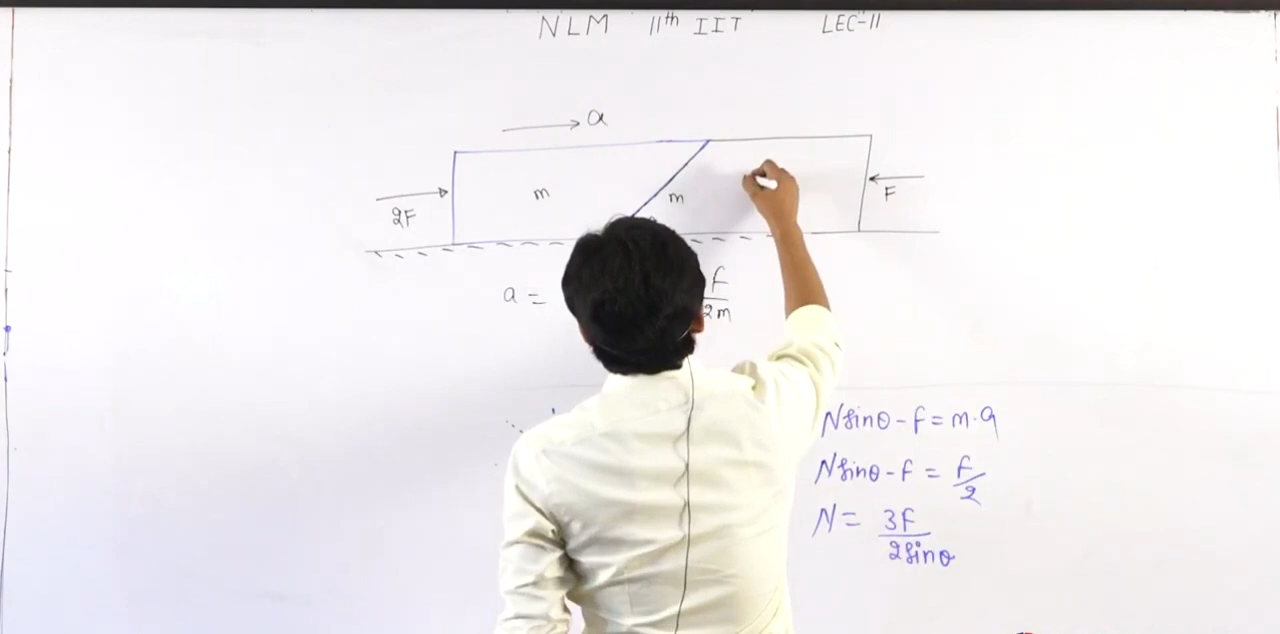 NLM 11th IIT LEC-11
a
2F m m F
a = F/2m
Nsinθ - F = m·a
Nsinθ - F = F/2
N = 3F/2sinθ